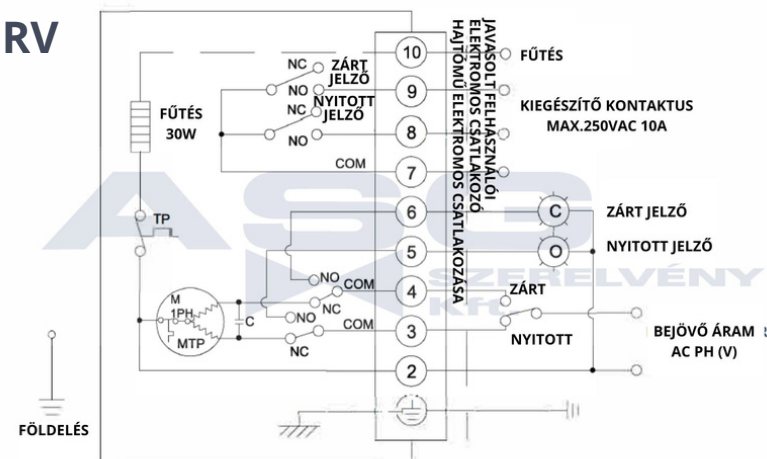 RV
NC
ZÁRT
JELZŐ
NO
NYITOTT
JELZŐ
NC
NO
COM
FŰTÉS
30W
TP
M
1PH
MTP
C
NO
COM
NC
NO
COM
NC
FÖLDELÉS
10
9
8
7
6
5
4
3
2
HAJTÓMŰ ELEKTROMOS CSATLAKOZÁSA
JAVASOLT FELHASZNÁLÓI
ELEKTROMOS CSATLAKOZÓ
FŰTÉS
KIEGÉSZÍTŐ KONTAKTUS
MAX.250VAC 10A
C
ZÁRT JELZŐ
O
NYITOTT JELZŐ
ZÁRT
NYITOTT
BEJÖVŐ ÁRAM
AC PH (V)
ASG
SZERELVÉNY
Kft